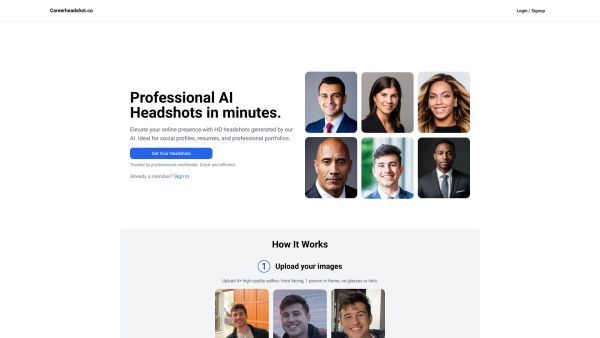 Careerheadshot.co
Login / Signup
Professional AI
Headshots in minutes.
Elevate your online presence with HD headshots generated by our
AI. Ideal for social profiles, resumes, and professional portfolios.
Get Your Headshots
Trusted by professionals worldwide. Quick and efficient.
Already a member? Sign In
How It Works
1 Upload your images
Upload 4+ high-quality selfies, front facing, 1 person in frame, no glasses or hats.